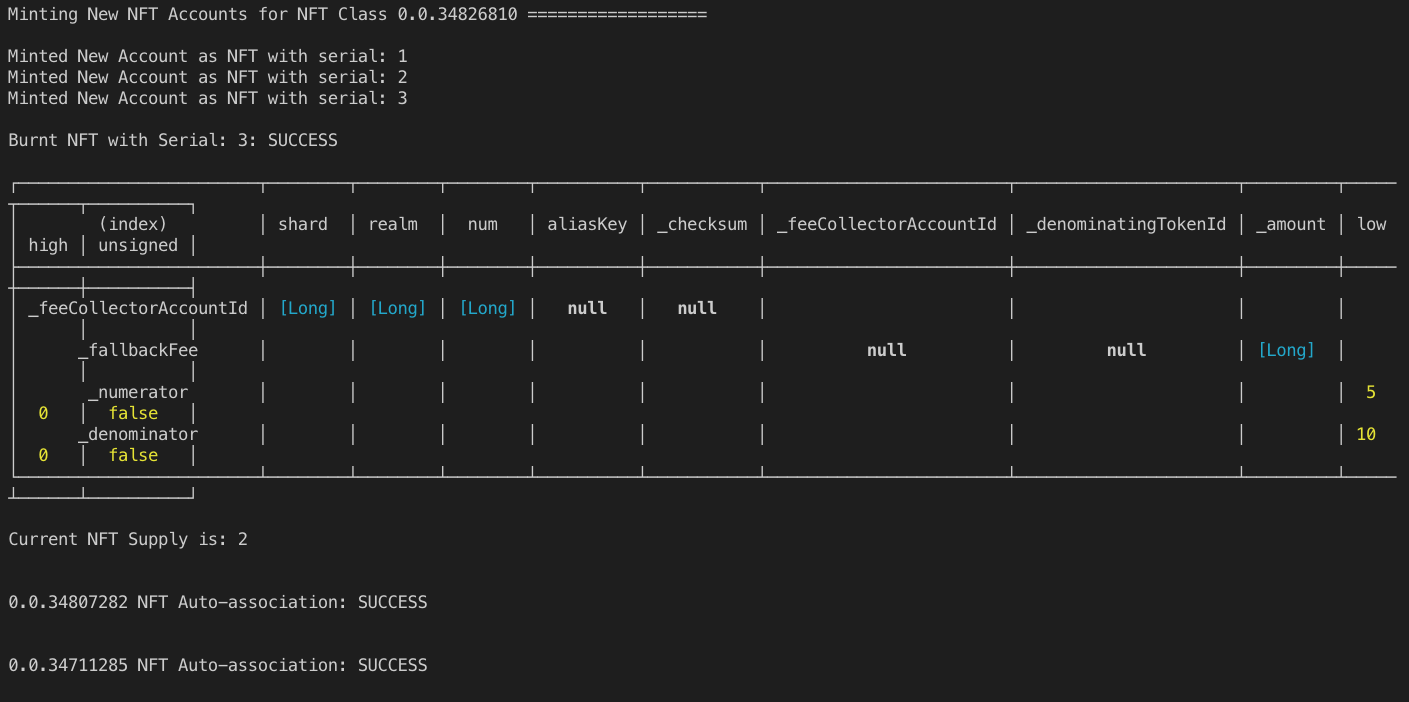 Minting New NFT Accounts for NFT Class 0.0.34826810 ==================
Minted New Account as NFT with serial: 1
Minted New Account as NFT with serial: 2
Minted New Account as NFT with serial: 3
Burnt NFT with Serial: 3: SUCCESS
(index) │ shard │ realm │ num │ aliasKey │ _checksum │ _feeCollectorAccountId │ _denominatingTokenId │ _amount │ low
high │ unsigned │
_feeCollectorAccountId │ [Long] │ [Long] │ [Long] │ null │ null │ │ │ │
_fallbackFee │ │ │ │ │ │ null │ null │ [Long] │
_numerator │ │ │ │ │ │ │ │ │ 5
0 │ false │
_denominator │ │ │ │ │ │ │ │ │ 10
0 │ false │
Current NFT Supply is: 2
0.0.34807282 NFT Auto-association: SUCCESS
0.0.34711285 NFT Auto-association: SUCCESS